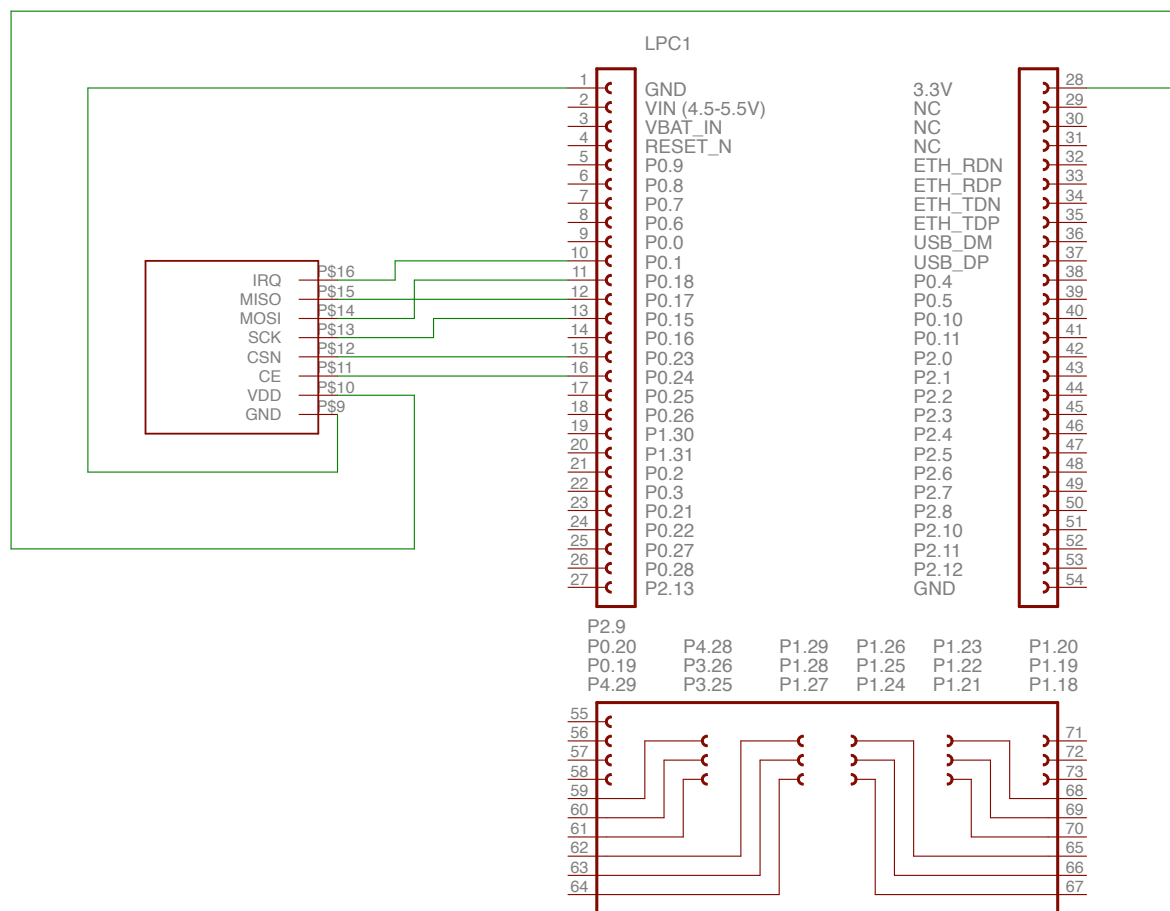 LPC1
1 GND 3.3V 28
2 VIN (4.5-5.5V) NC 29
3 VBAT_IN NC 30
4 RESET_N NC 31
5 P0.9 ETH_RDN 32
6 P0.8 ETH_RDP 33
7 P0.7 ETH_TDN 34
8 P0.6 ETH_TDP 35
9 P0.0 USB_DM 36
10 P0.1 USB_DP 37
IRQ P$16 11 P0.18 P0.4 38
MISO P$15 12 P0.17 P0.5 39
MOSI P$14 13 P0.15 P0.10 40
SCK P$13 14 P0.16 P0.11 41
CSN P$12 15 P0.23 P2.0 42
CE P$11 16 P0.24 P2.1 43
VDD P$10 17 P0.25 P2.2 44
GND P$9 18 P0.26 P2.3 45
19 P1.30 P2.4 46
20 P1.31 P2.5 47
21 P0.2 P2.6 48
22 P0.3 P2.7 49
23 P0.21 P2.8 50
24 P0.22 P2.10 51
25 P0.27 P2.11 52
26 P0.28 P2.12 53
27 P2.13 GND 54
P2.9
P0.20 P4.28 P1.29 P1.26 P1.23 P1.20
P0.19 P3.26 P1.28 P1.25 P1.22 P1.19
P4.29 P3.25 P1.27 P1.24 P1.21 P1.18
55
56 71
57 72
58 73
59 68
60 69
61 70
62 65
63 66
64 67